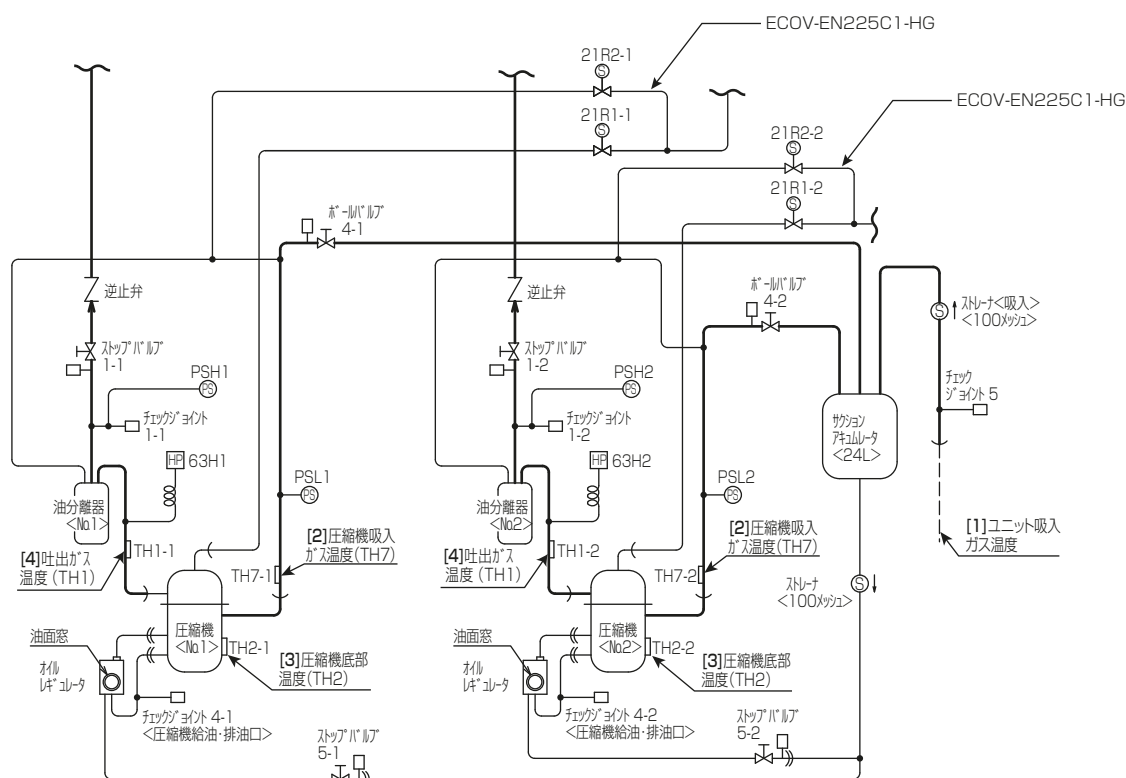 ECOV-EN225C1-HG
21R2-1
S
ECOV-EN225C1-HG
21R1-1
S
21R2-2
S
21R1-2
S
ボールバルブ
4-1
逆止弁
逆止弁
ボールバルブ
4-2
S
ストレーナ<吸入>
<100メッシュ>
ストップバルブ
1-1
ストップバルブ
1-2
PSH1
PS
PSH2
PS
チェック
ジョイント 5
チェックジョイント
1-1
チェックジョイント
1-2
サクション
アキュムレータ
<24L>
HP 63H1
HP 63H2
油分離器
<No.1>
PSL1
PS
油分離器
<No.2>
PSL2
PS
[4]吐出ガス
温度(TH1)
TH1-1
[2]圧縮機吸入
ガス温度(TH7)
[4]吐出ガス
温度(TH1)
TH1-2
[2]圧縮機吸入
ガス温度(TH7)
[1]ユニット吸入
ガス温度
TH7-1
TH7-2
ストレーナ
<100メッシュ>
S
油面窓
圧縮機
<No.1>
TH2-1
油面窓
圧縮機
<No.2>
TH2-2
オイル
レギュレータ
[3]圧縮機底部
温度(TH2)
オイル
レギュレータ
[3]圧縮機底部
温度(TH2)
チェックジョイント 4-1
<圧縮機給油・排油口>
ストップバルブ
5-1
チェックジョイント 4-2
<圧縮機給油・排油口>
ストップバルブ
5-2